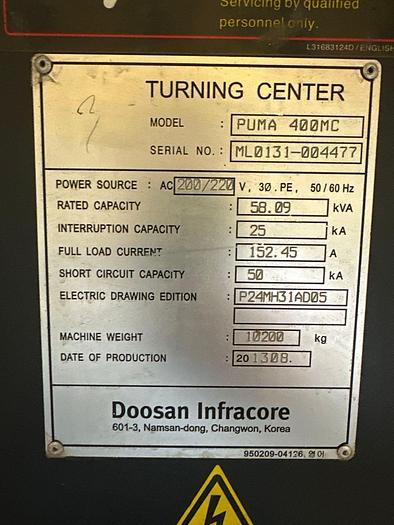 Servicing by qualified
personnel only.
L31683124D / ENGLISH
TURNING CENTER
MODEL : PUMA 400MC
SERIAL NO. : ML0131-004477
POWER SOURCE : AC 200/220 V, 3Ø, PE, 50/60 Hz
RATED CAPACITY : 58.09 kVA
INTERRUPTION CAPACITY : 25 kA
FULL LOAD CURRENT : 152.45 A
SHORT CIRCUIT CAPACITY : 50 kA
ELECTRIC DRAWING EDITION : P24MH31AD05
MACHINE WEIGHT : 10200 kg
DATE OF PRODUCTION : 201308.
Doosan Infracore
601-3, Namsan-dong, Changwon, Korea
950209-04126, 영어